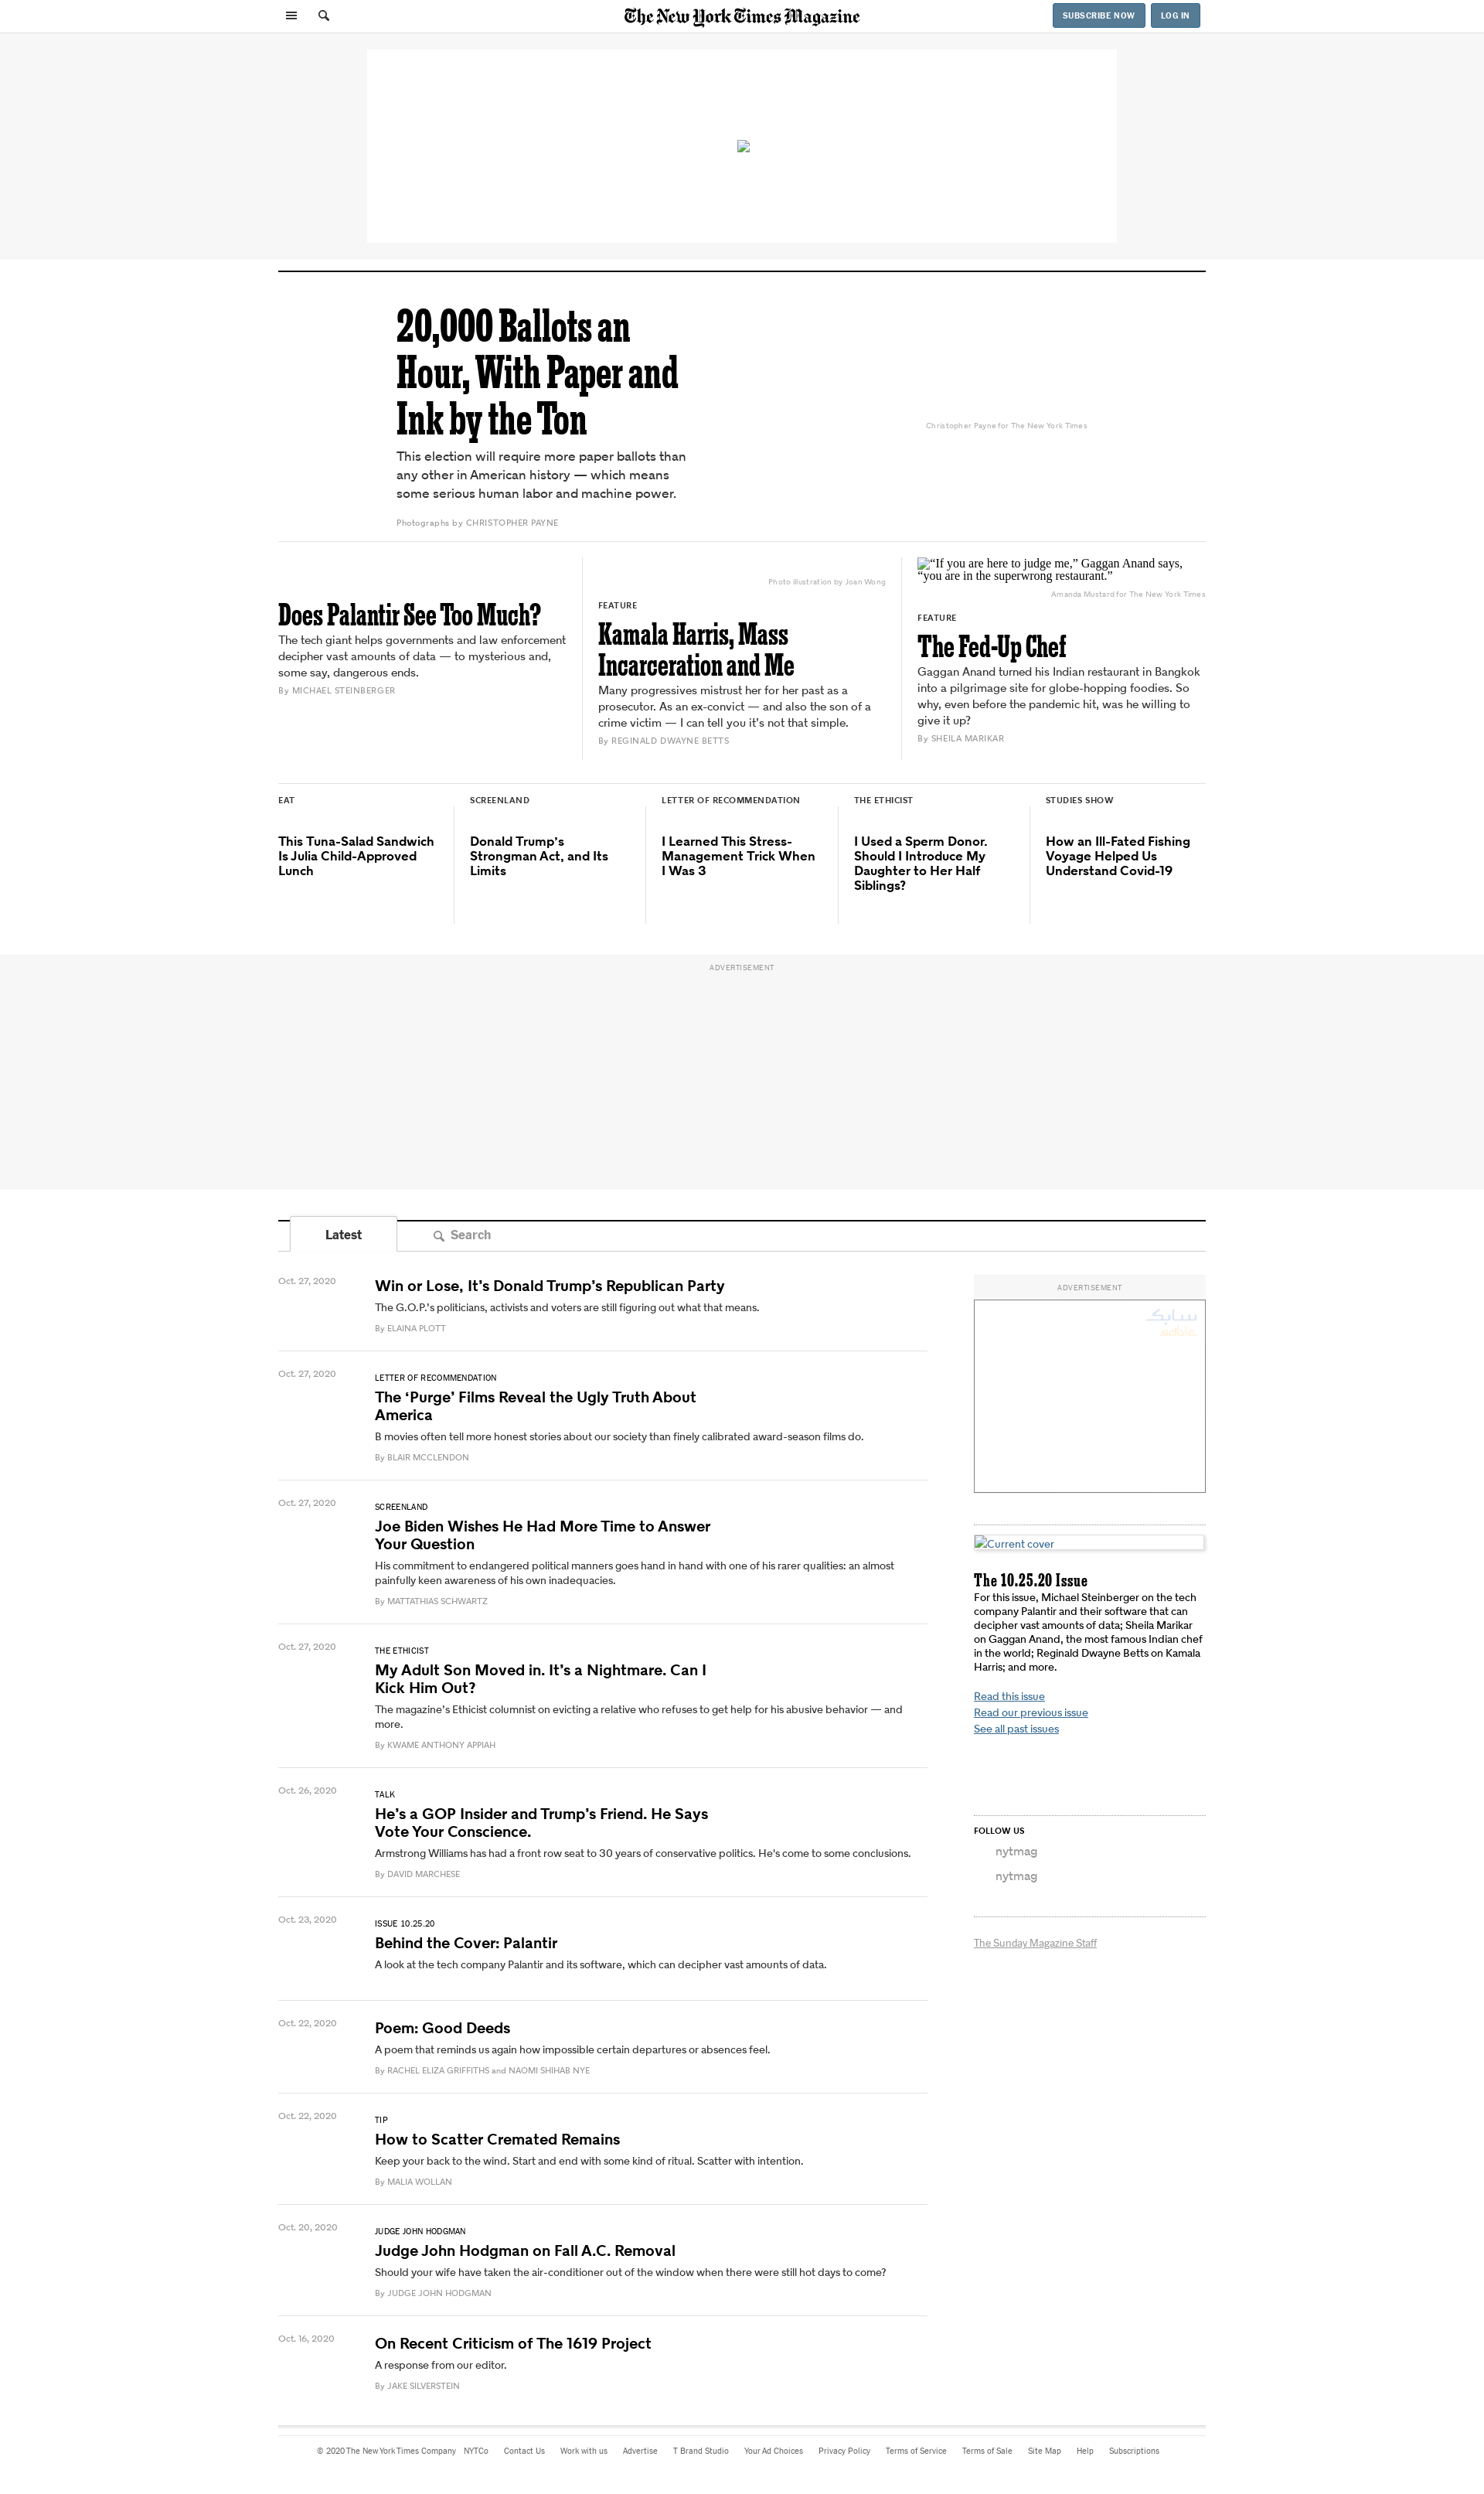 The New York Times Magazine
SUBSCRIBE NOW
LOG IN
20,000 Ballots an
Hour, With Paper and
Ink by the Ton
This election will require more paper ballots than
any other in American history — which means
some serious human labor and machine power.
Photographs by CHRISTOPHER PAYNE
Christopher Payne for The New York Times
Does Palantir See Too Much?
The tech giant helps governments and law enforcement
decipher vast amounts of data — to mysterious and,
some say, dangerous ends.
By MICHAEL STEINBERGER
Photo illustration by Joan Wong
FEATURE
Kamala Harris, Mass
Incarceration and Me
Many progressives mistrust her for her past as a
prosecutor. As an ex-convict — and also the son of a
crime victim — I can tell you it’s not that simple.
By REGINALD DWAYNE BETTS
“If you are here to judge me,” Gaggan Anand says,
“you are in the superwrong restaurant.”
Amanda Mustard for The New York Times
FEATURE
The Fed-Up Chef
Gaggan Anand turned his Indian restaurant in Bangkok
into a pilgrimage site for globe-hopping foodies. So
why, even before the pandemic hit, was he willing to
give it up?
By SHEILA MARIKAR
EAT
This Tuna-Salad Sandwich
Is Julia Child-Approved
Lunch
SCREENLAND
Donald Trump’s
Strongman Act, and Its
Limits
LETTER OF RECOMMENDATION
I Learned This Stress-
Management Trick When
I Was 3
THE ETHICIST
I Used a Sperm Donor.
Should I Introduce My
Daughter to Her Half
Siblings?
STUDIES SHOW
How an Ill-Fated Fishing
Voyage Helped Us
Understand Covid-19
ADVERTISEMENT
Latest
Search
Oct. 27, 2020
Win or Lose, It’s Donald Trump’s Republican Party
The G.O.P.’s politicians, activists and voters are still figuring out what that means.
By ELAINA PLOTT
Oct. 27, 2020
LETTER OF RECOMMENDATION
The ‘Purge’ Films Reveal the Ugly Truth About
America
B movies often tell more honest stories about our society than finely calibrated award-season films do.
By BLAIR MCCLENDON
Oct. 27, 2020
SCREENLAND
Joe Biden Wishes He Had More Time to Answer
Your Question
His commitment to endangered political manners goes hand in hand with one of his rarer qualities: an almost
painfully keen awareness of his own inadequacies.
By MATTATHIAS SCHWARTZ
Oct. 27, 2020
THE ETHICIST
My Adult Son Moved in. It’s a Nightmare. Can I
Kick Him Out?
The magazine’s Ethicist columnist on evicting a relative who refuses to get help for his abusive behavior — and
more.
By KWAME ANTHONY APPIAH
Oct. 26, 2020
TALK
He’s a GOP Insider and Trump’s Friend. He Says
Vote Your Conscience.
Armstrong Williams has had a front row seat to 30 years of conservative politics. He's come to some conclusions.
By DAVID MARCHESE
Oct. 23, 2020
ISSUE 10.25.20
Behind the Cover: Palantir
A look at the tech company Palantir and its software, which can decipher vast amounts of data.
Oct. 22, 2020
Poem: Good Deeds
A poem that reminds us again how impossible certain departures or absences feel.
By RACHEL ELIZA GRIFFITHS and NAOMI SHIHAB NYE
Oct. 22, 2020
TIP
How to Scatter Cremated Remains
Keep your back to the wind. Start and end with some kind of ritual. Scatter with intention.
By MALIA WOLLAN
Oct. 20, 2020
JUDGE JOHN HODGMAN
Judge John Hodgman on Fall A.C. Removal
Should your wife have taken the air-conditioner out of the window when there were still hot days to come?
By JUDGE JOHN HODGMAN
Oct. 16, 2020
On Recent Criticism of The 1619 Project
A response from our editor.
By JAKE SILVERSTEIN
ADVERTISEMENT
سابک
sabic
Current cover
The 10.25.20 Issue
For this issue, Michael Steinberger on the tech
company Palantir and their software that can
decipher vast amounts of data; Sheila Marikar
on Gaggan Anand, the most famous Indian chef
in the world; Reginald Dwayne Betts on Kamala
Harris; and more.
Read this issue
Read our previous issue
See all past issues
FOLLOW US
nytmag
nytmag
The Sunday Magazine Staff
© 2020 The New York Times Company NYTCo Contact Us Work with us Advertise T Brand Studio Your Ad Choices Privacy Policy Terms of Service Terms of Sale Site Map Help Subscriptions